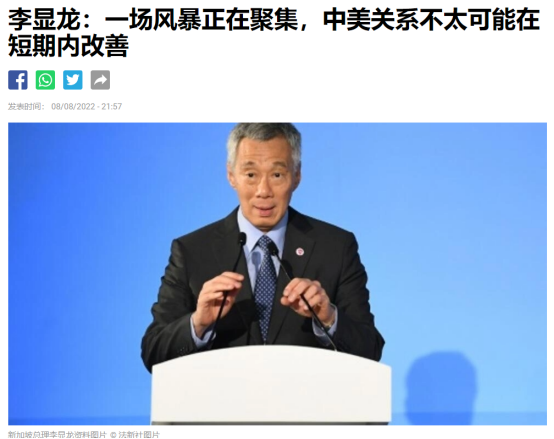 李显龙：一场风暴正在聚集，中美关系不太可能在
短期内改善
发表时间： 08/08/2022 - 21:57
新加坡总理李显龙资料图片 © 法新社图片